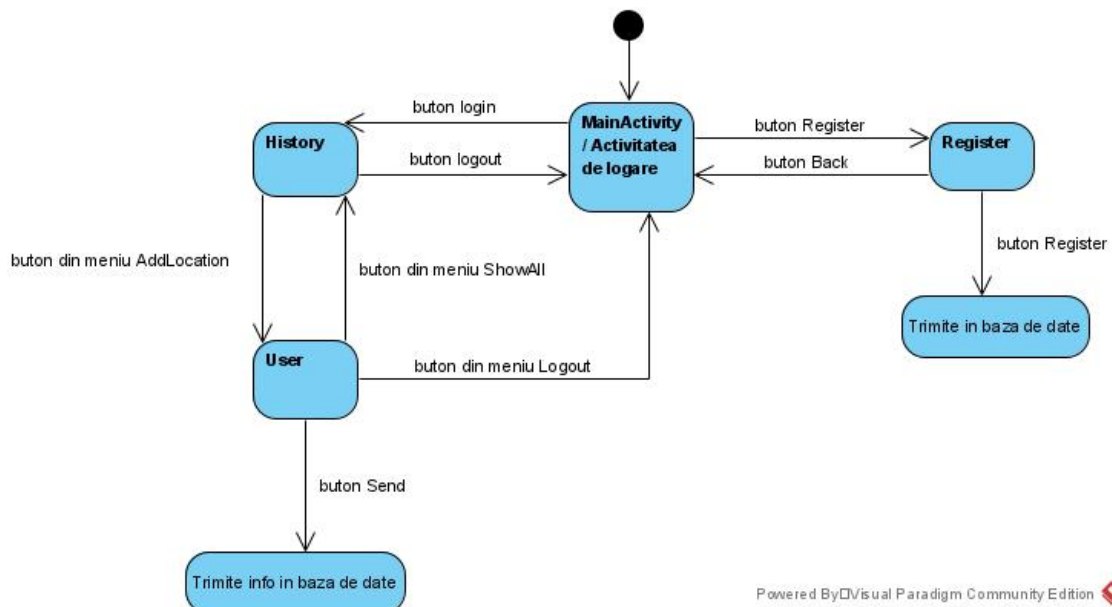 buton login
MainActivity
/ Activitatea
de logare
buton Register
History
Register
buton logout
buton Back
buton Register
buton din meniu AddLocation
buton din meniu ShowAll
Trimite in baza de date
User
buton din meniu Logout
buton Send
Trimite info in baza de date
Powered By□Visual Paradigm Community Edition